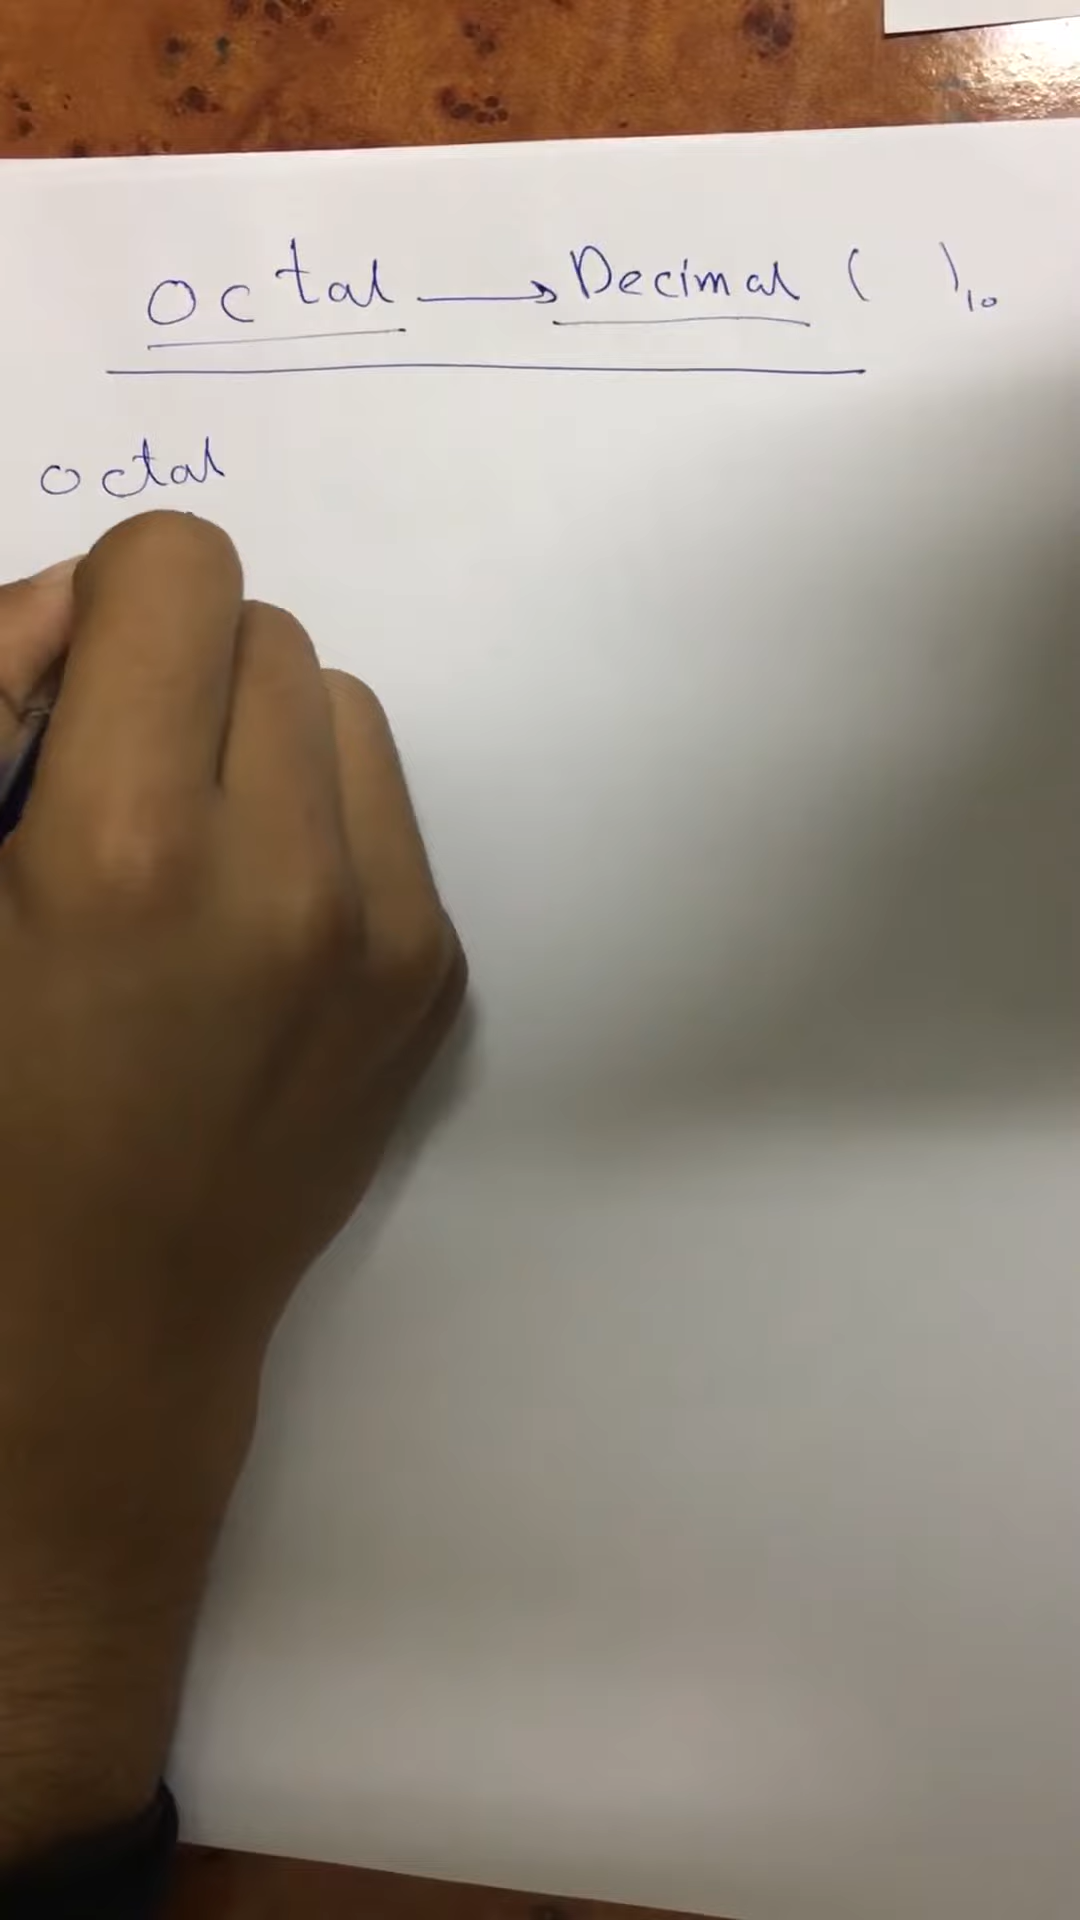 Octal → Decimal ( )₁₀
octal